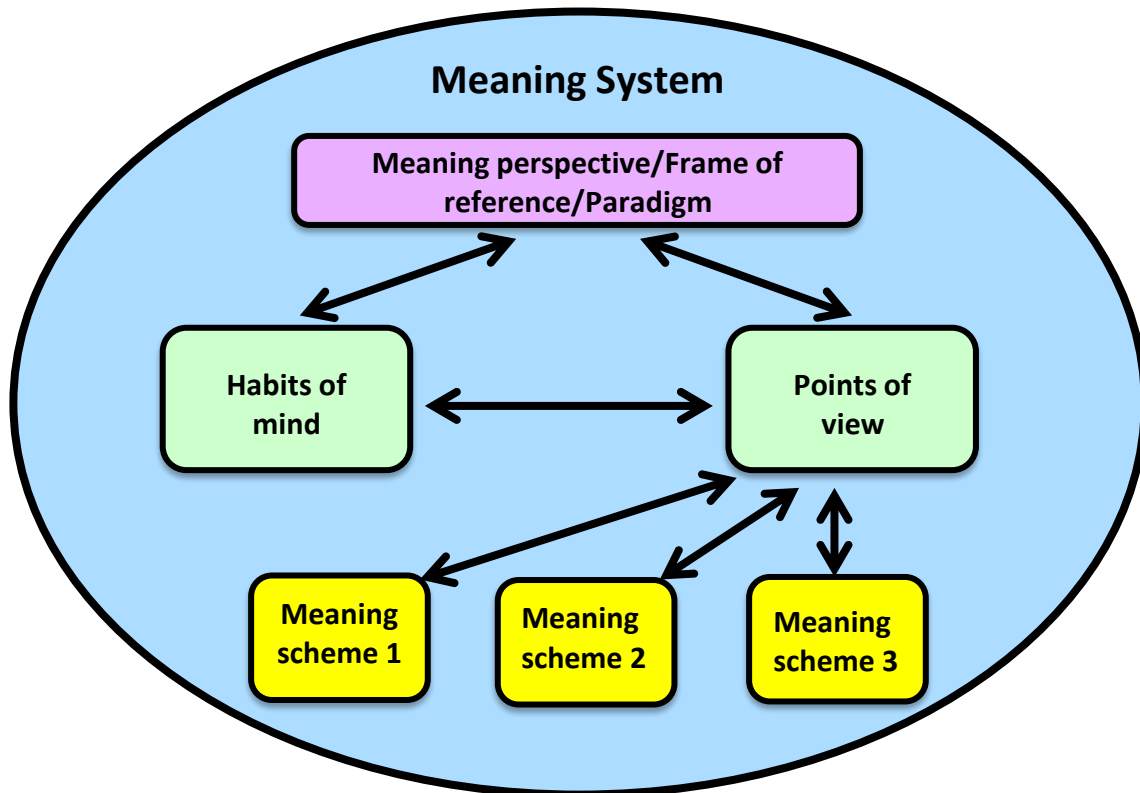 Meaning System
Meaning perspective/Frame of
reference/Paradigm
Habits of
mind
Points of
view
Meaning
scheme 1
Meaning
scheme 2
Meaning
scheme 3